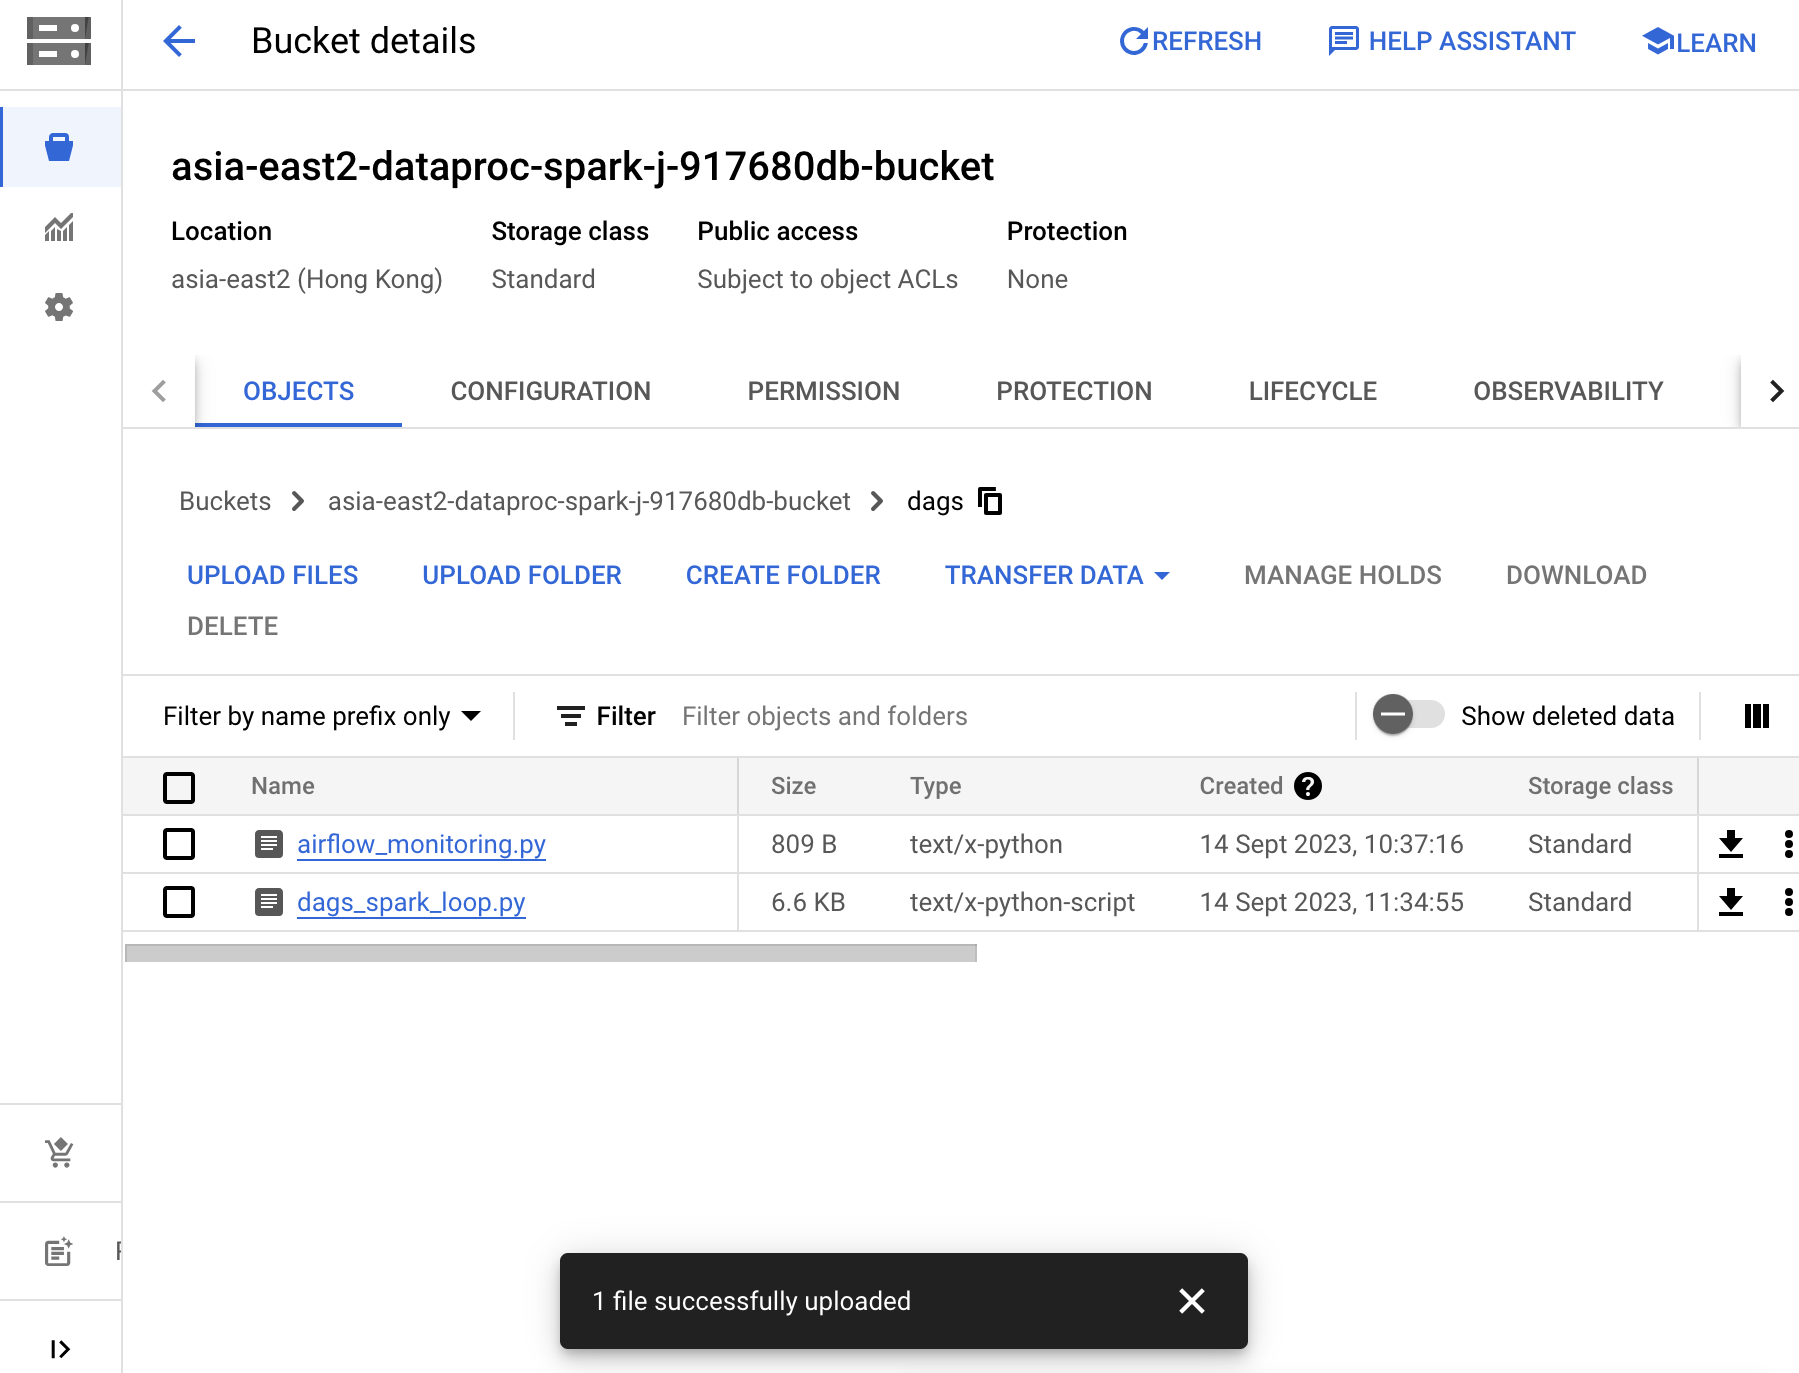 Bucket details
REFRESH HELP ASSISTANT LEARN
asia-east2-dataproc-spark-j-917680db-bucket
Location Storage class Public access Protection
asia-east2 (Hong Kong) Standard Subject to object ACLs None
OBJECTS CONFIGURATION PERMISSION PROTECTION LIFECYCLE OBSERVABILITY
Buckets asia-east2-dataproc-spark-j-917680db-bucket dags
UPLOAD FILES UPLOAD FOLDER CREATE FOLDER TRANSFER DATA MANAGE HOLDS DOWNLOAD
DELETE
Filter by name prefix only Filter Filter objects and folders Show deleted data
Name Size Type Created Storage class
airflow_monitoring.py 809 B text/x-python 14 Sept 2023, 10:37:16 Standard
dags_spark_loop.py 6.6 KB text/x-python-script 14 Sept 2023, 11:34:55 Standard
1 file successfully uploaded